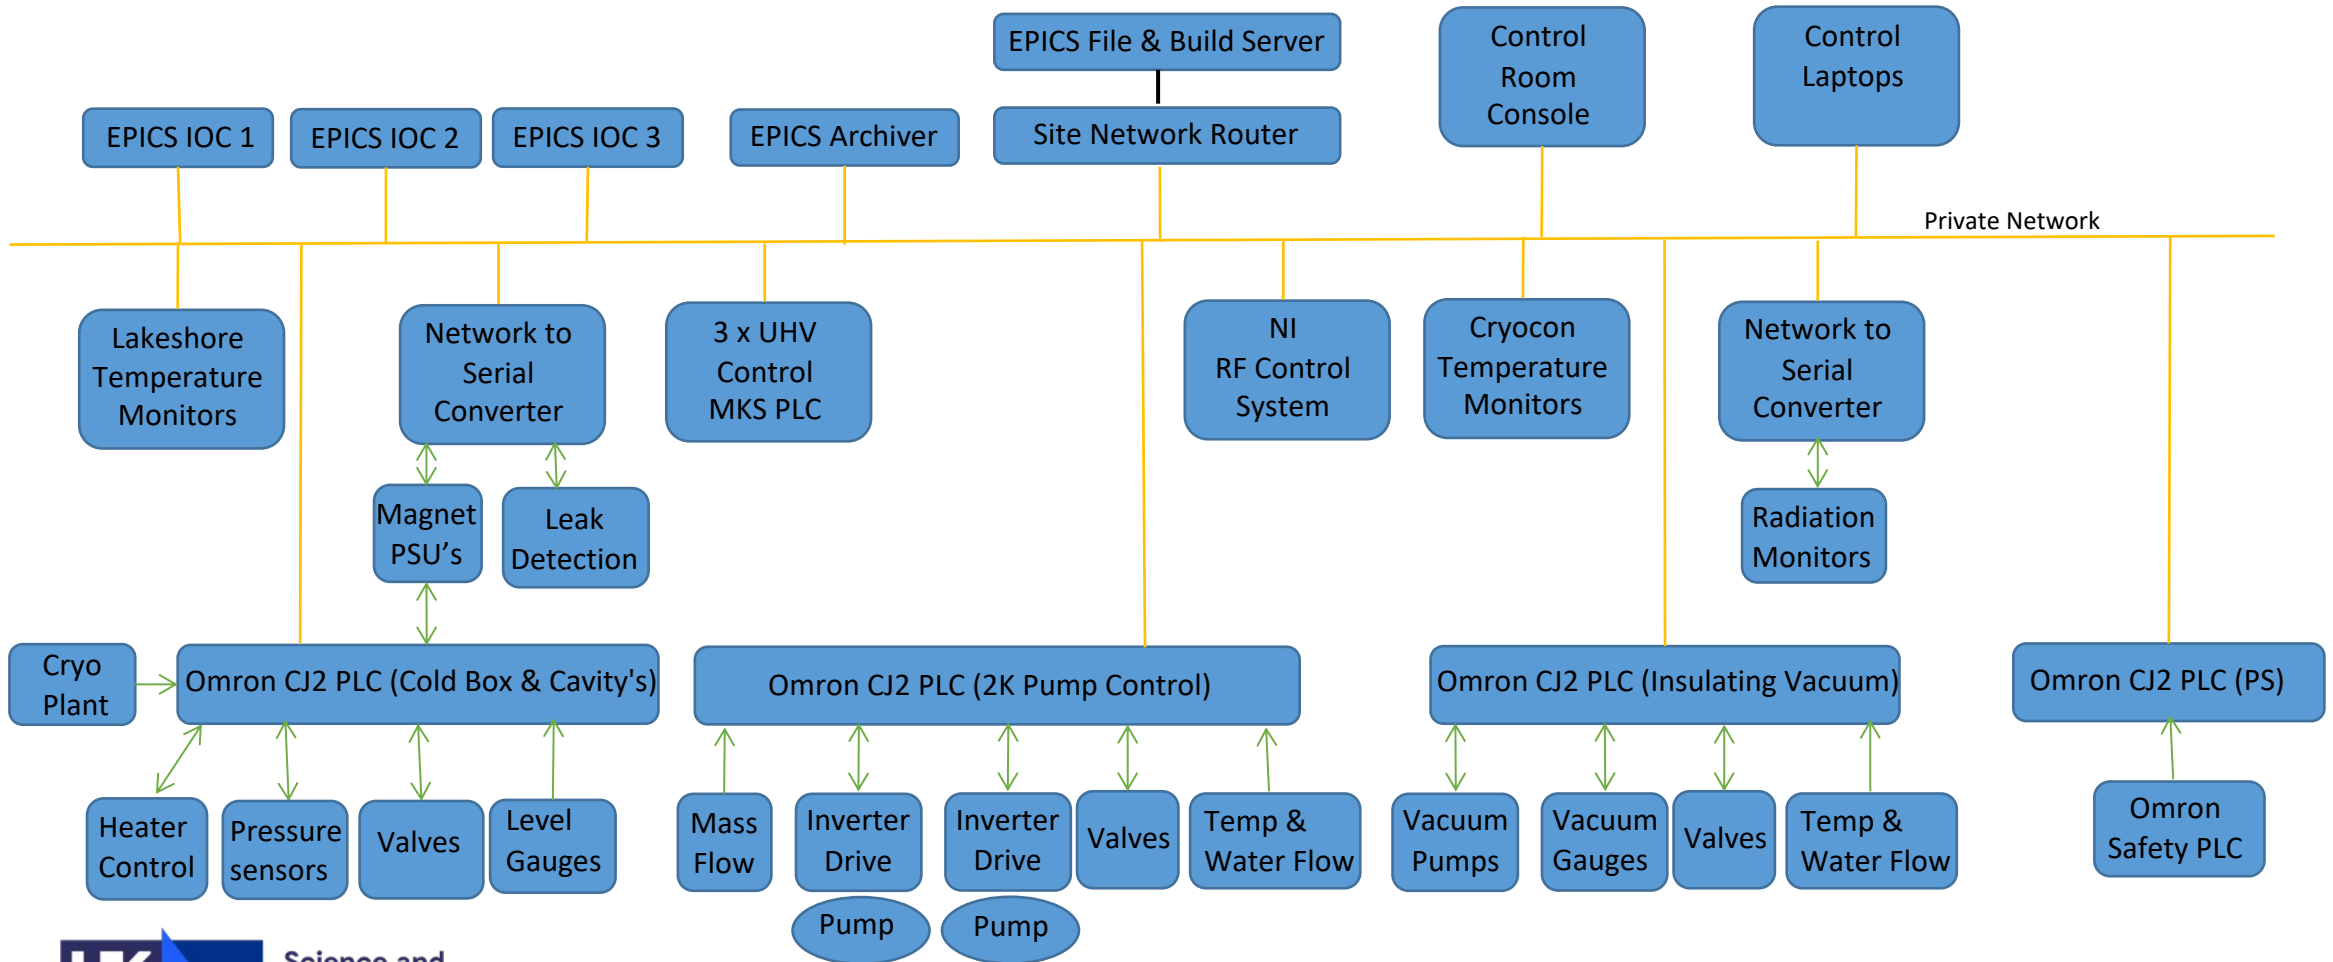 EPICS File & Build Server
Control
Room
Console
Control
Laptops
EPICS IOC 1
EPICS IOC 2
EPICS IOC 3
EPICS Archiver
Site Network Router
Private Network
Lakeshore
Temperature
Monitors
Network to
Serial
Converter
3 x UHV
Control
MKS PLC
NI
RF Control
System
Cryocon
Temperature
Monitors
Network to
Serial
Converter
Magnet
PSU’s
Leak
Detection
Radiation
Monitors
Cryo
Plant
Omron CJ2 PLC (Cold Box & Cavity's)
Omron CJ2 PLC (2K Pump Control)
Omron CJ2 PLC (Insulating Vacuum)
Omron CJ2 PLC (PS)
Heater
Control
Pressure
sensors
Valves
Level
Gauges
Mass
Flow
Inverter
Drive
Inverter
Drive
Valves
Temp &
Water Flow
Vacuum
Pumps
Vacuum
Gauges
Valves
Temp &
Water Flow
Omron
Safety PLC
Pump
Pump
Science and